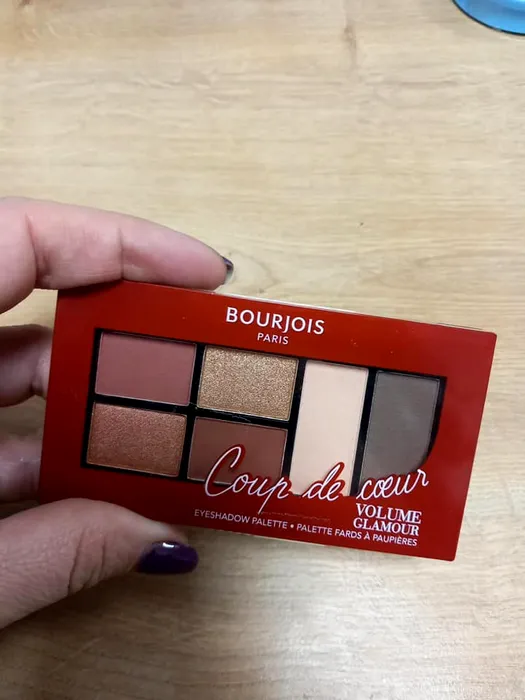 BOURJOIS
PARIS
Coup de cœur
VOLUME
GLAMOUR
EYESHADOW PALETTE • PALETTE FARDS À PAUPIÈRES